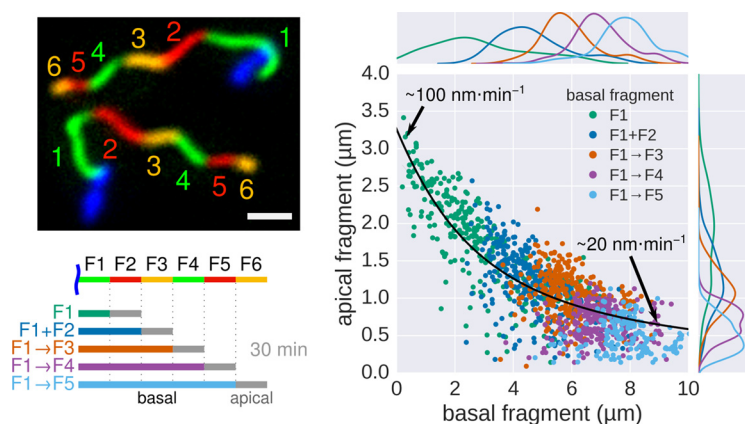 1
2
3
4
5
6
1
2
3
4
5
6
F1 F2 F3 F4 F5 F6
F1
F1+F2
F1→F3
F1→F4
F1→F5
30 min
basal
apical
4.0
3.5
3.0
2.5
2.0
1.5
1.0
0.5
0.0
apical fragment (µm)
~100 nm·min⁻¹
basal fragment
F1
F1+F2
F1→F3
F1→F4
F1→F5
~20 nm·min⁻¹
0 2 4 6 8 10
basal fragment (µm)